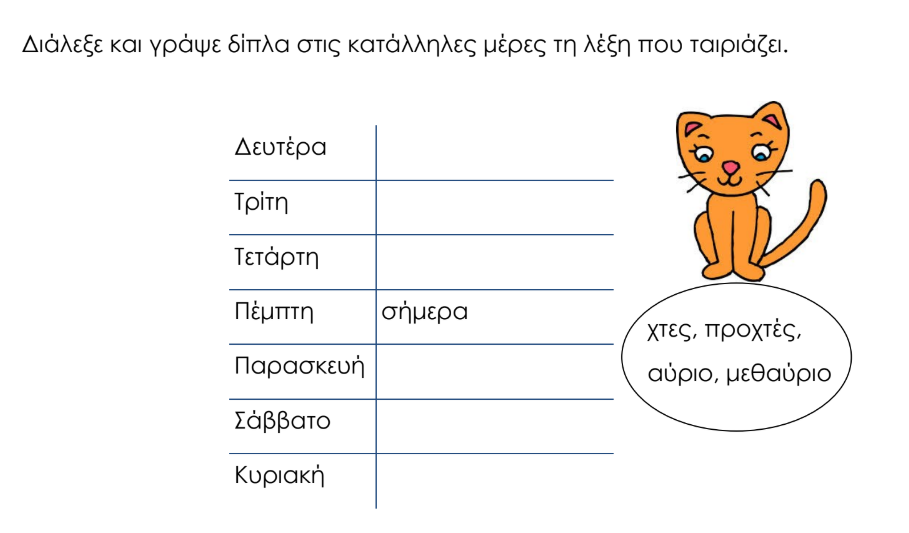 Διάλεξε και γράψε δίπλα στις κατάλληλες μέρες τη λέξη που ταιριάζει.
Δευτέρα
Τρίτη
Τετάρτη
Πέμπτη σήμερα
Παρασκευή
Σάββατο
Κυριακή
χτες, προχτές,
αύριο, μεθαύριο